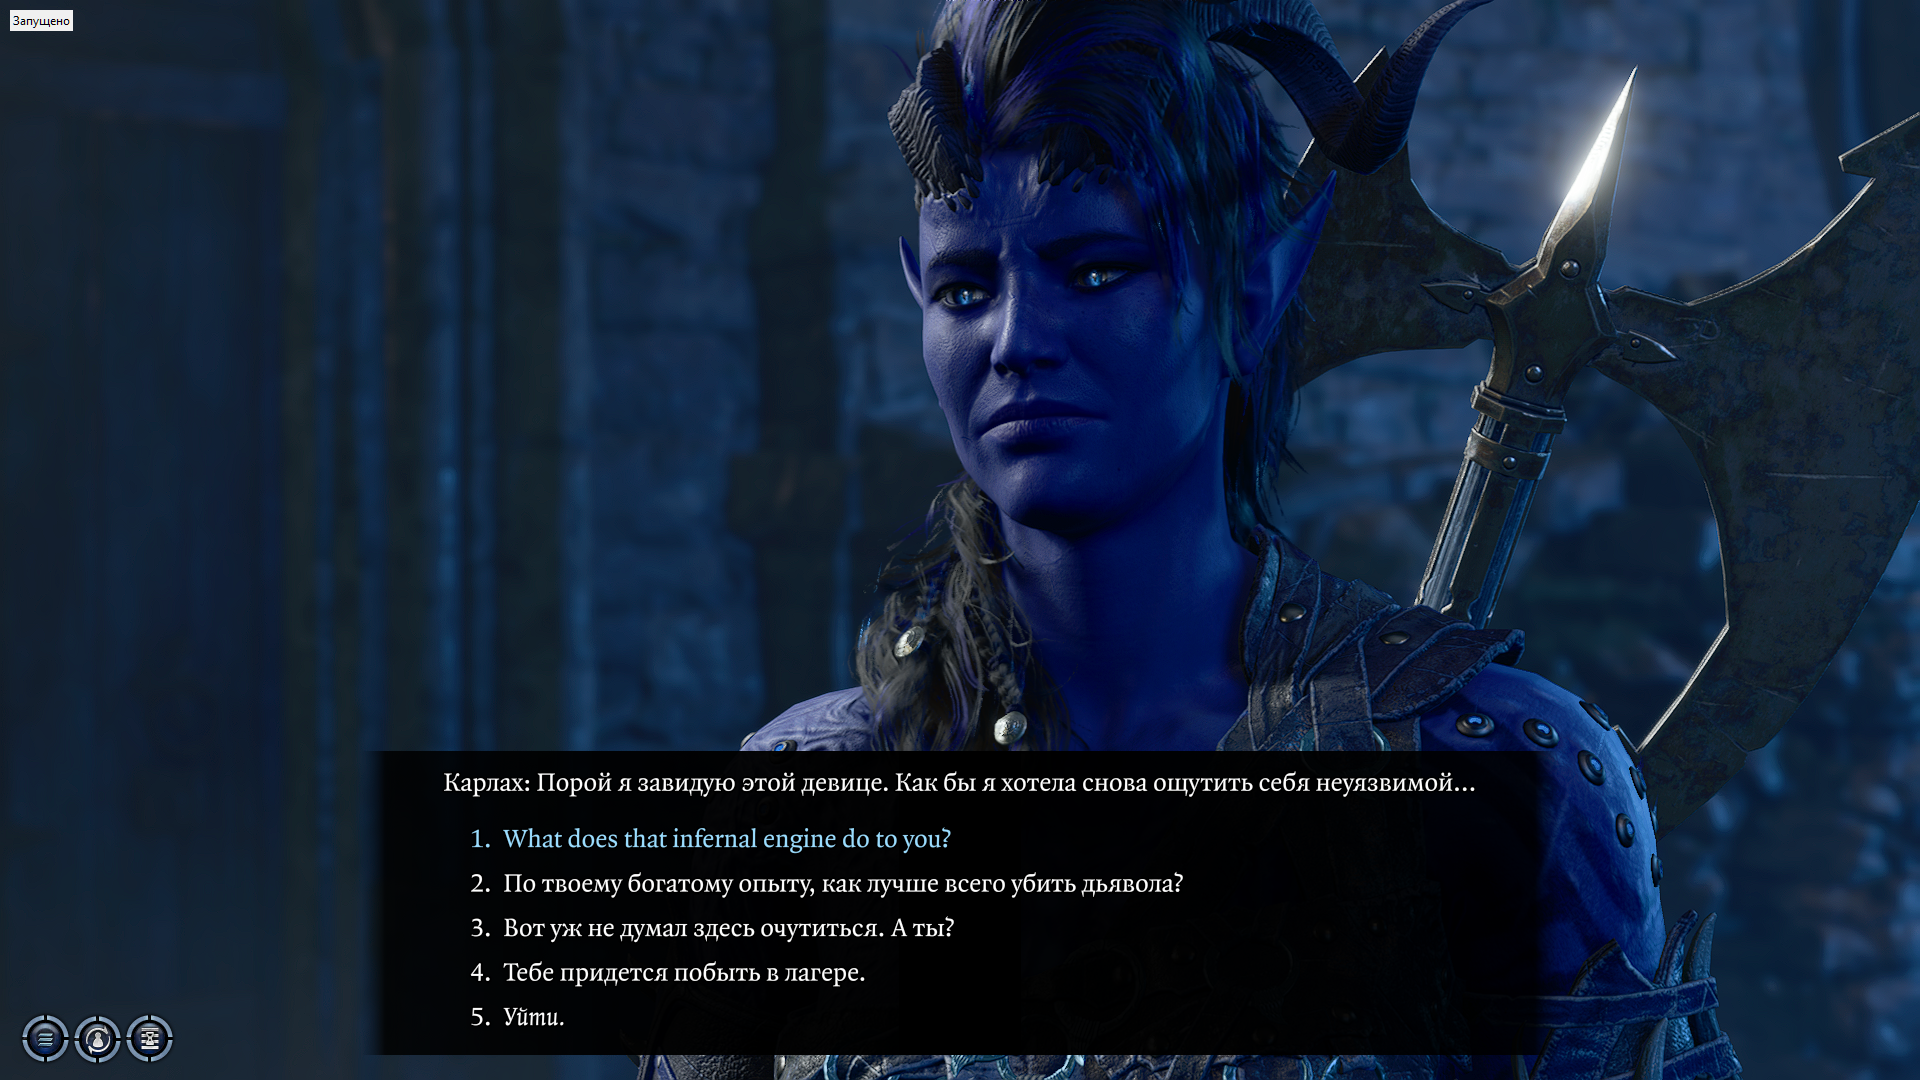 Запущено
Карлах: Порой я завидую этой девице. Как бы я хотела снова ощутить себя неуязвимой...
1. What does that infernal engine do to you?
2. По твоему богатому опыту, как лучше всего убить дьявола?
3. Вот уж не думал здесь очутиться. А ты?
4. Тебе придется побыть в лагере.
5. Уйти.